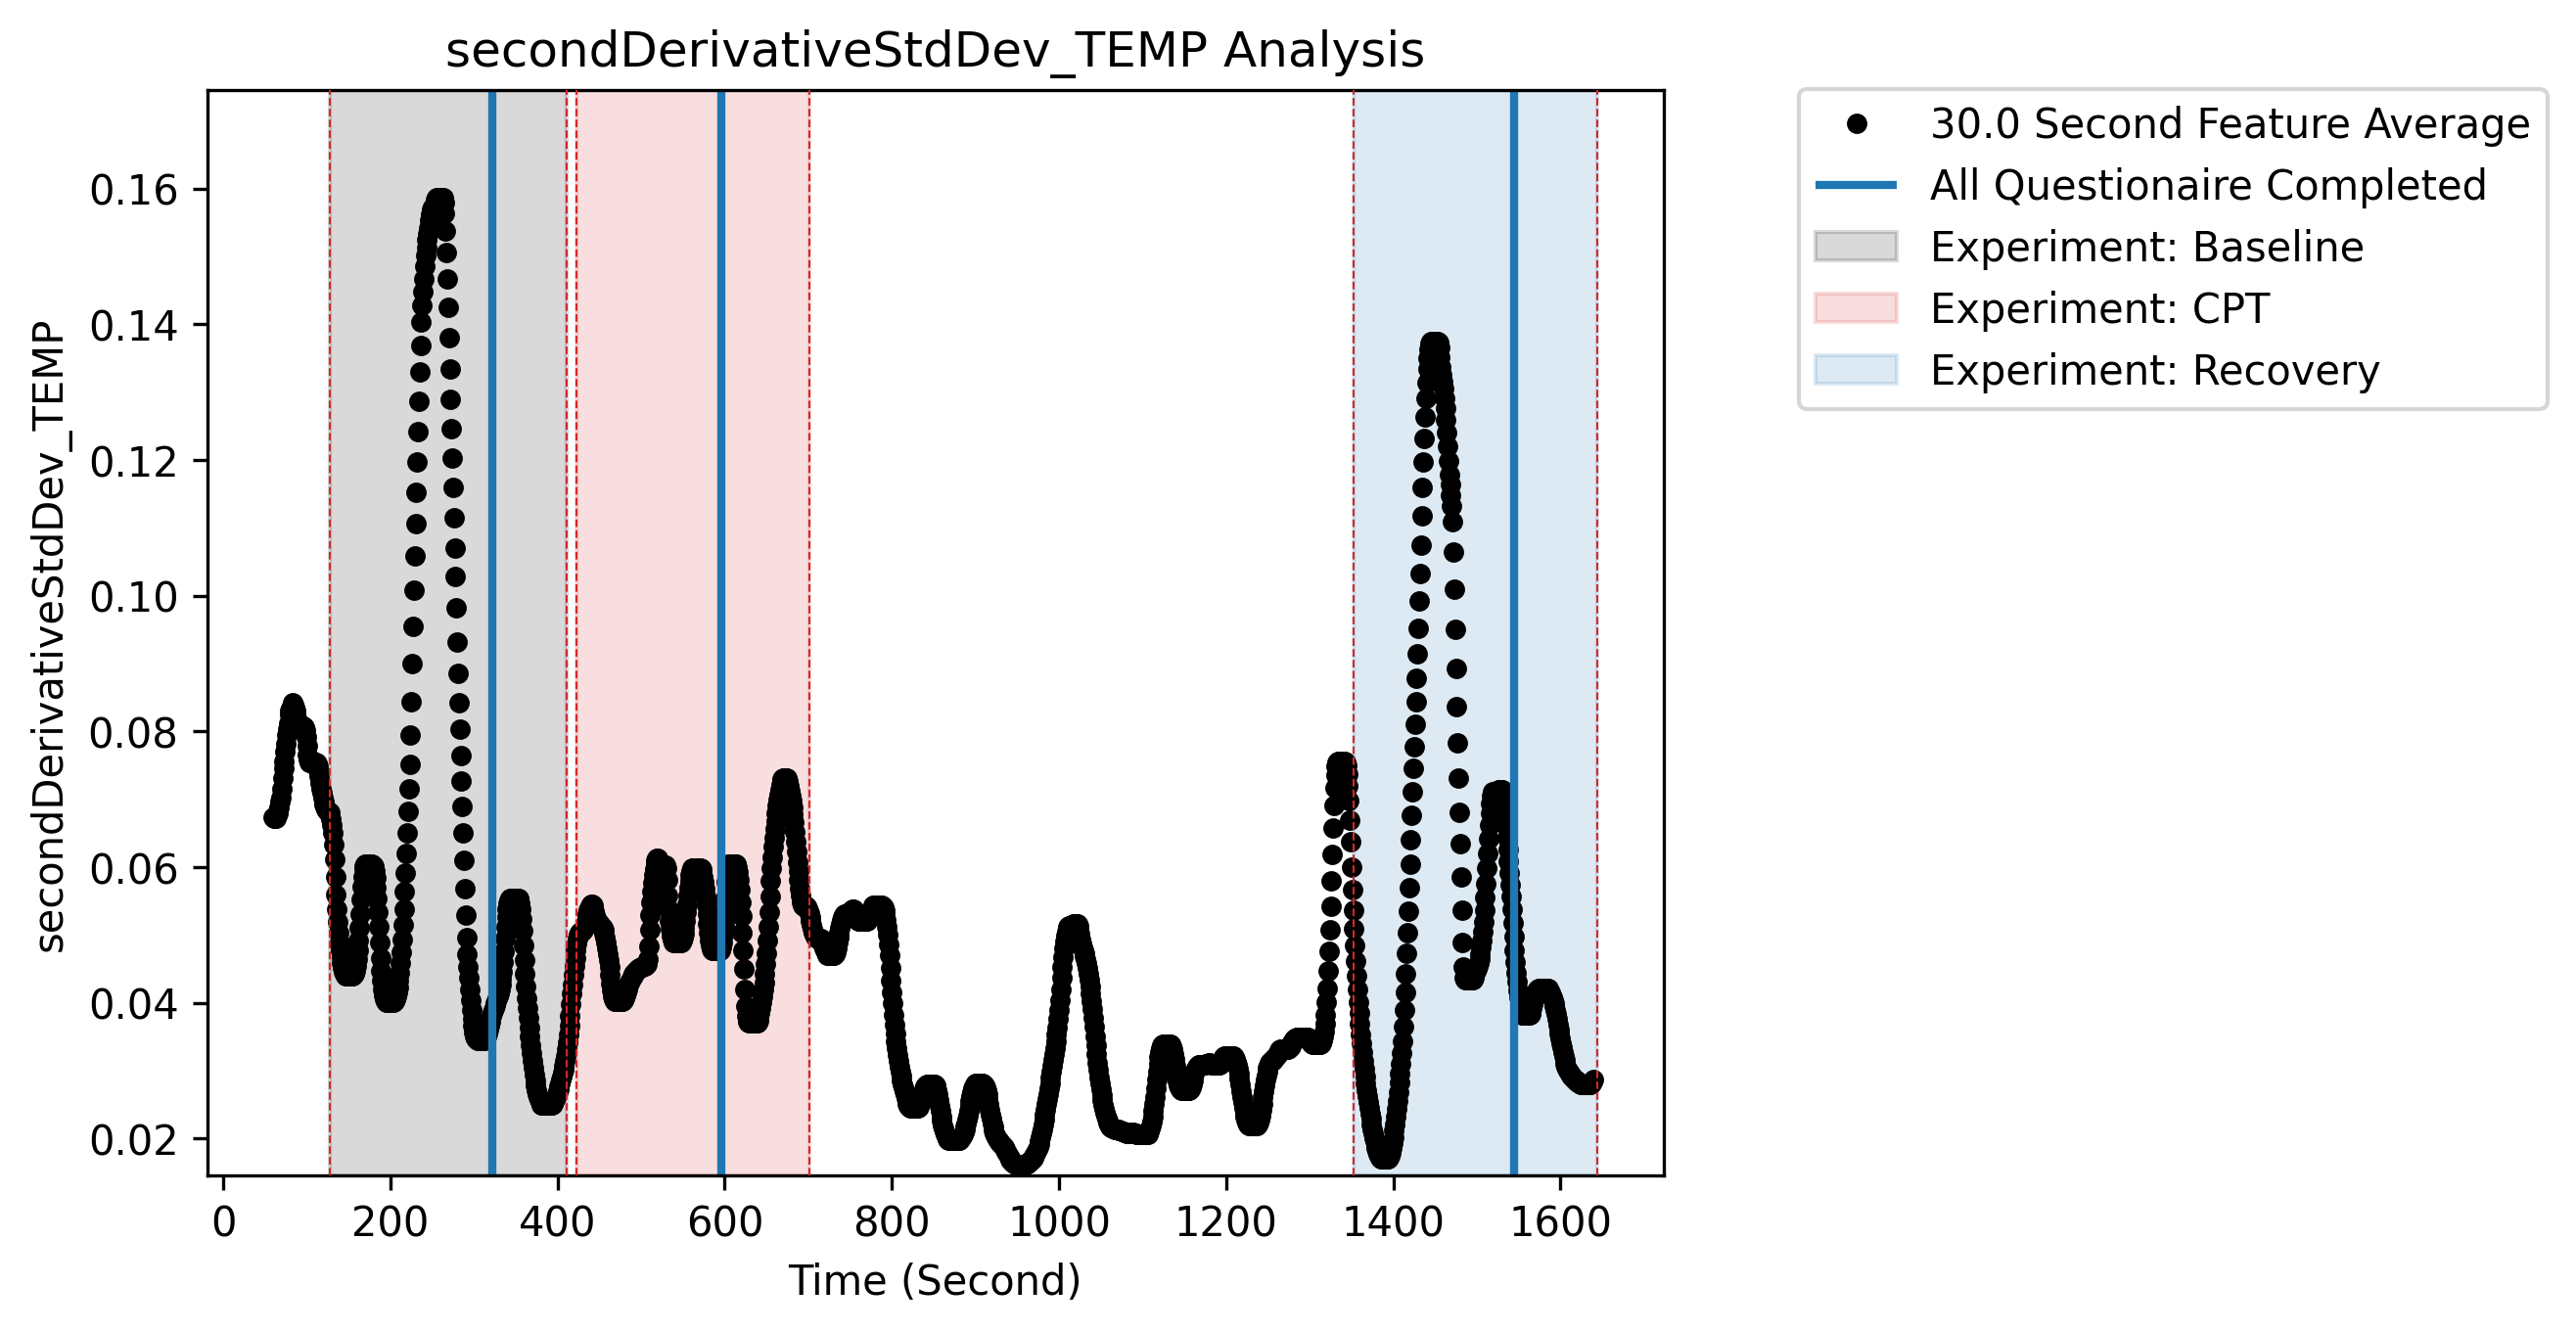 secondDerivativeStdDev_TEMP Analysis
secondDerivativeStdDev_TEMP
0.16
0.14
0.12
0.10
0.08
0.06
0.04
0.02
0 200 400 600 800 1000 1200 1400 1600
Time (Second)
30.0 Second Feature Average
All Questionaire Completed
Experiment: Baseline
Experiment: CPT
Experiment: Recovery